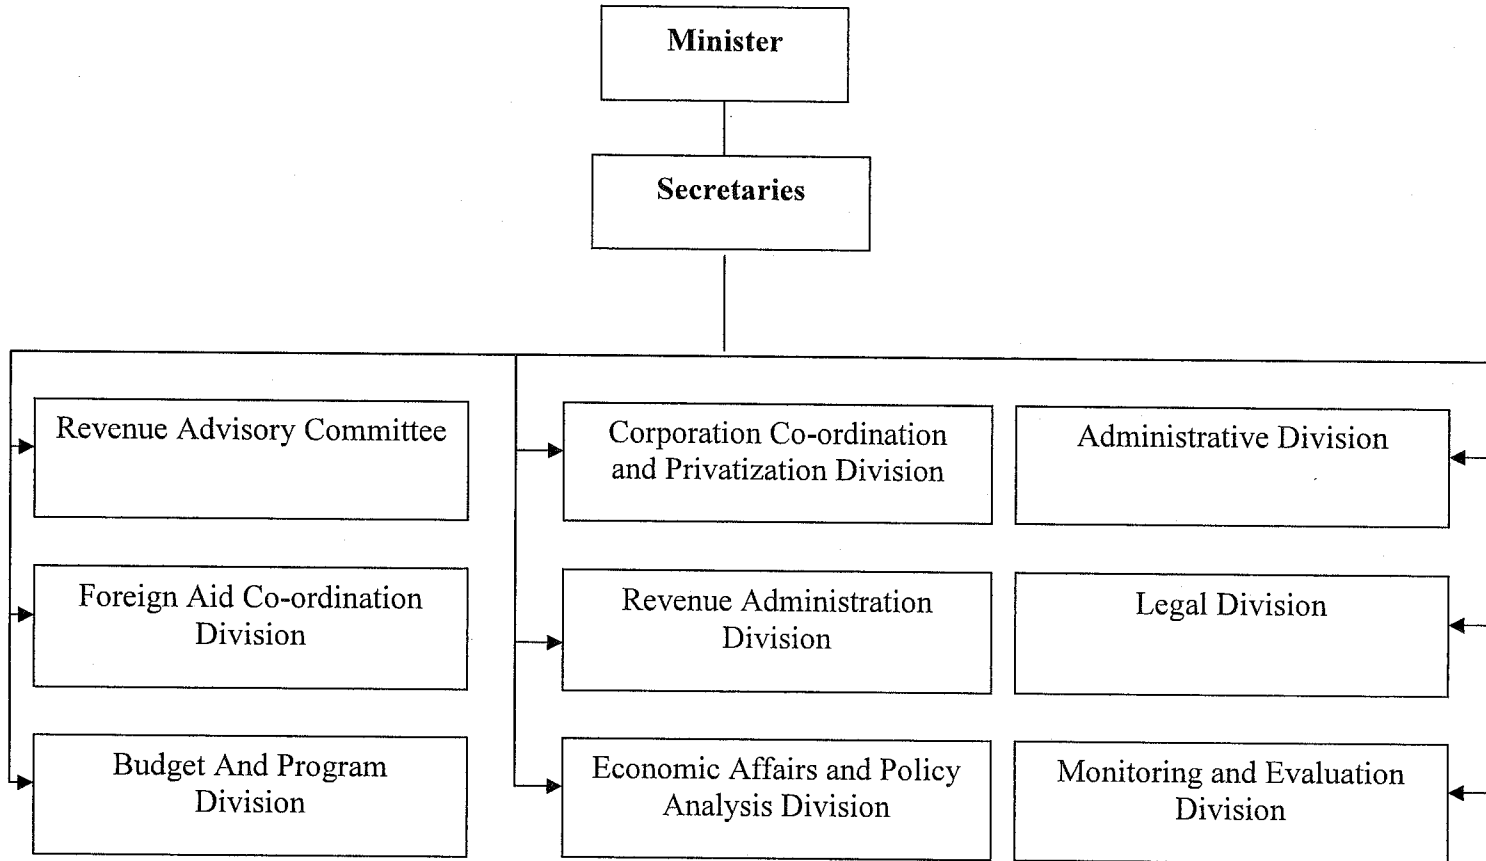 Minister
Secretaries
Revenue Advisory Committee
Corporation Co-ordination
and Privatization Division
Administrative Division
Foreign Aid Co-ordination
Division
Revenue Administration
Division
Legal Division
Budget And Program
Division
Economic Affairs and Policy
Analysis Division
Monitoring and Evaluation
Division